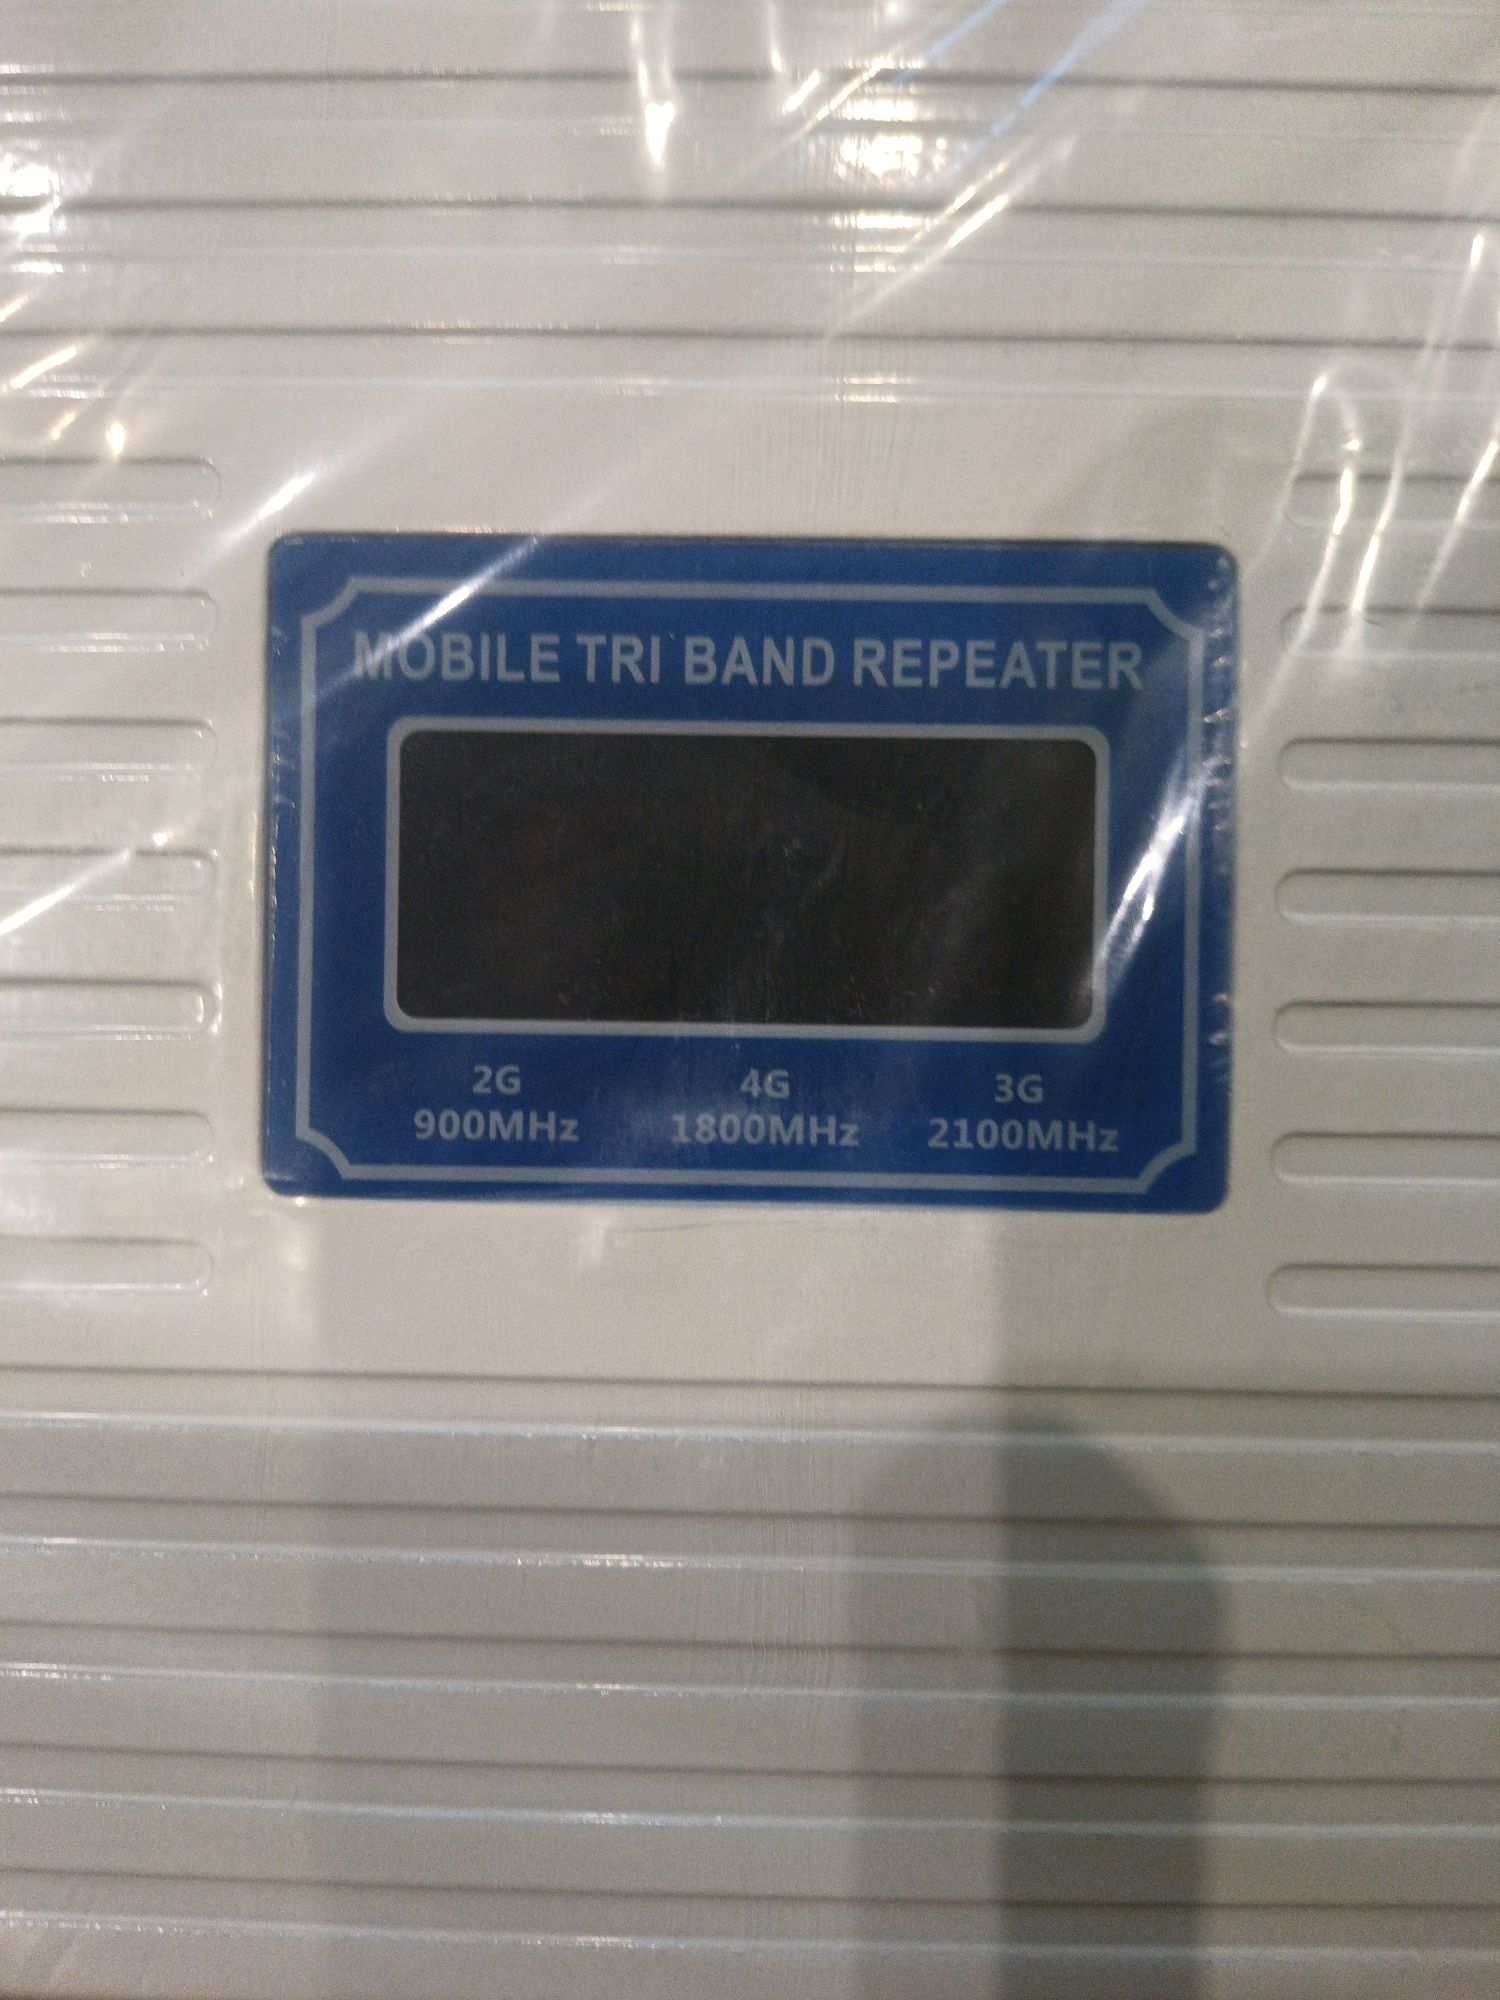 MOBILE TRI BAND REPEATER
2G 4G 3G
900MHz 1800MHz 2100MHz